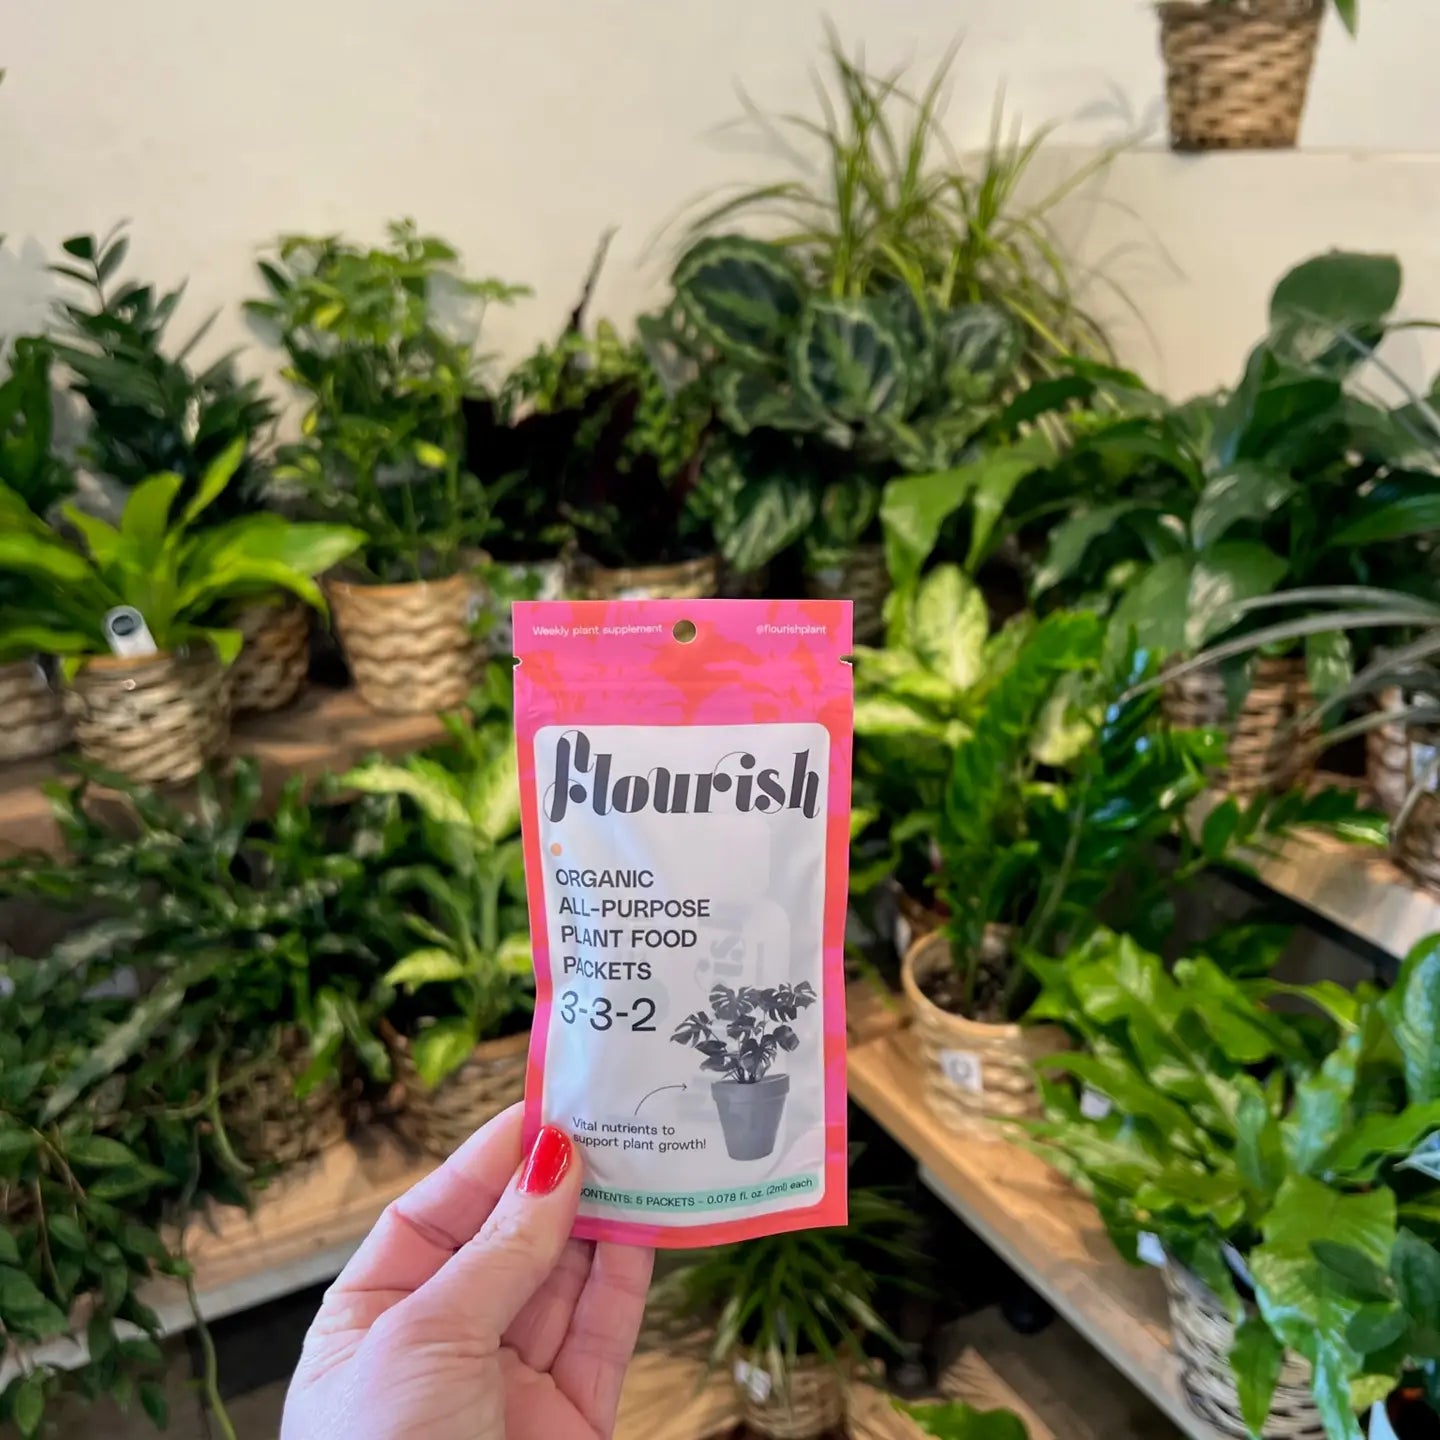 Weekly plant supplement
@flourishplant
flourish
ORGANIC
ALL-PURPOSE
PLANT FOOD
PACKETS
3-3-2
Vital nutrients to
support plant growth!
CONTENTS: 5 PACKETS – 0.078 fl. oz. (2ml) each